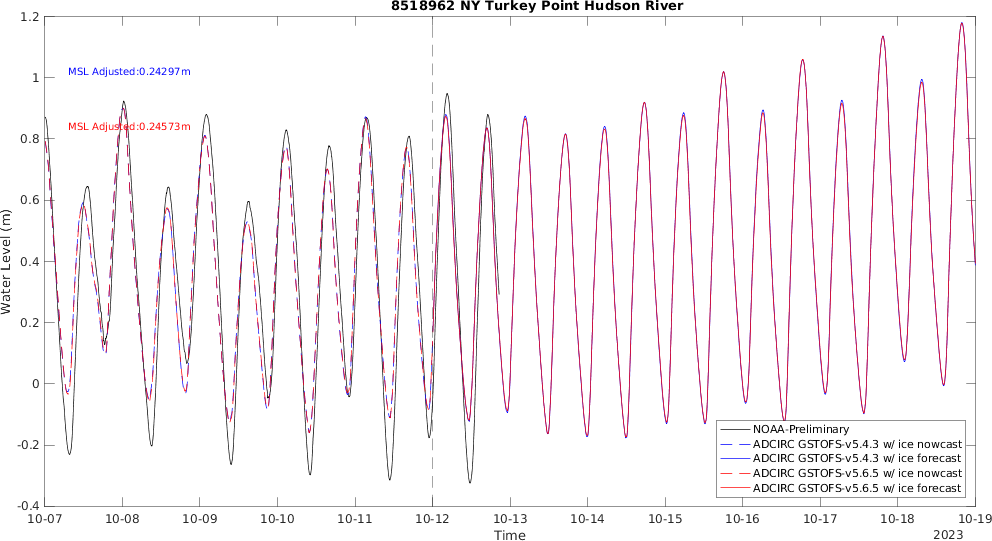 8518962 NY Turkey Point Hudson River
MSL Adjusted:0.24297m
MSL Adjusted:0.24573m
Water Level (m)
1.2
1
0.8
0.6
0.4
0.2
0
-0.2
-0.4
NOAA-Preliminary
ADCIRC GSTOFS-v5.4.3 w/ ice nowcast
ADCIRC GSTOFS-v5.4.3 w/ ice forecast
ADCIRC GSTOFS-v5.6.5 w/ ice nowcast
ADCIRC GSTOFS-v5.6.5 w/ ice forecast
10-07 10-08 10-09 10-10 10-11 10-12 10-13 10-14 10-15 10-16 10-17 10-18 10-19
Time
2023